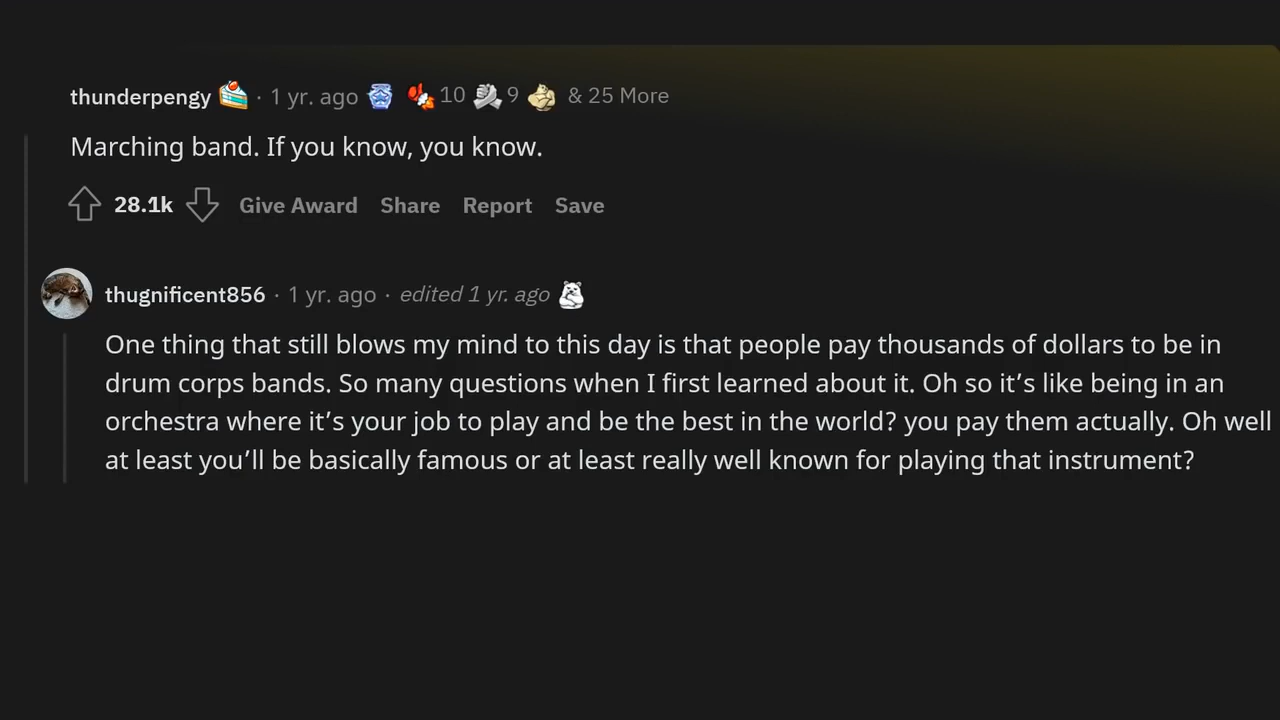 thunderpengy · 1 yr. ago 10 9 & 25 More
Marching band. If you know, you know.
28.1k Give Award Share Report Save
thugnificent856 · 1 yr. ago · edited 1 yr. ago
One thing that still blows my mind to this day is that people pay thousands of dollars to be in
drum corps bands. So many questions when I first learned about it. Oh so it’s like being in an
orchestra where it’s your job to play and be the best in the world? you pay them actually. Oh well
at least you’ll be basically famous or at least really well known for playing that instrument?